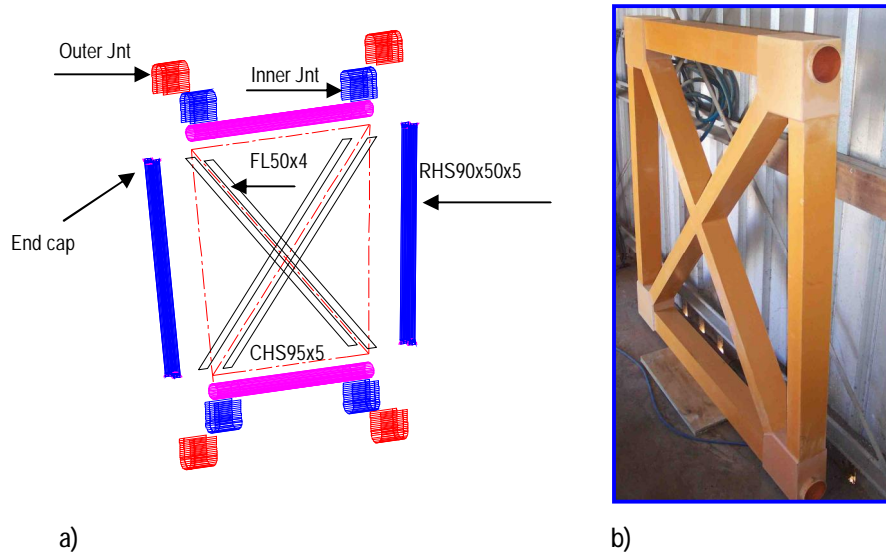 Outer Jnt
Inner Jnt
FL50x4
RHS90x50x5
End cap
CHS95x5
a)
b)